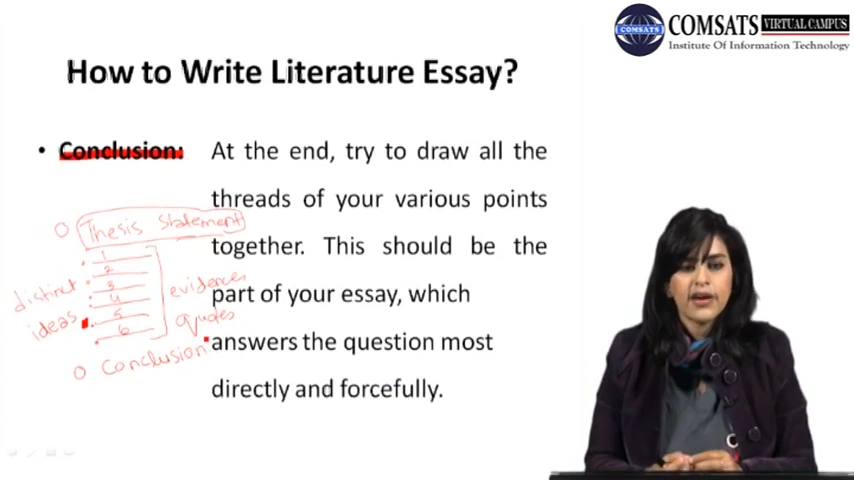 COMSATS VIRTUAL CAMPUS
COMSATS
Institute Of Information Technology
How to Write Literature Essay?
• Conclusion: At the end, try to draw all the
threads of your various points
together. This should be the
part of your essay, which
answers the question most
directly and forcefully.
Thesis Statement
1
2
3
4
5
6
distinct
ideas
evidences
quotes
Conclusion